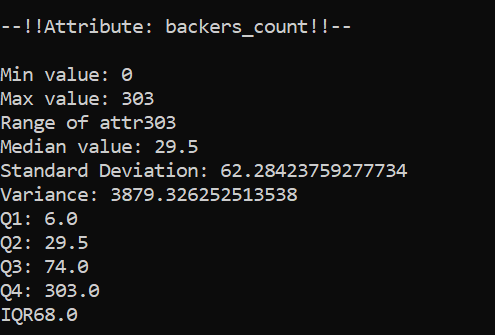 --!!Attribute: backers_count!!--
Min value: 0
Max value: 303
Range of attr303
Median value: 29.5
Standard Deviation: 62.28423759277734
Variance: 3879.326252513538
Q1: 6.0
Q2: 29.5
Q3: 74.0
Q4: 303.0
IQR68.0